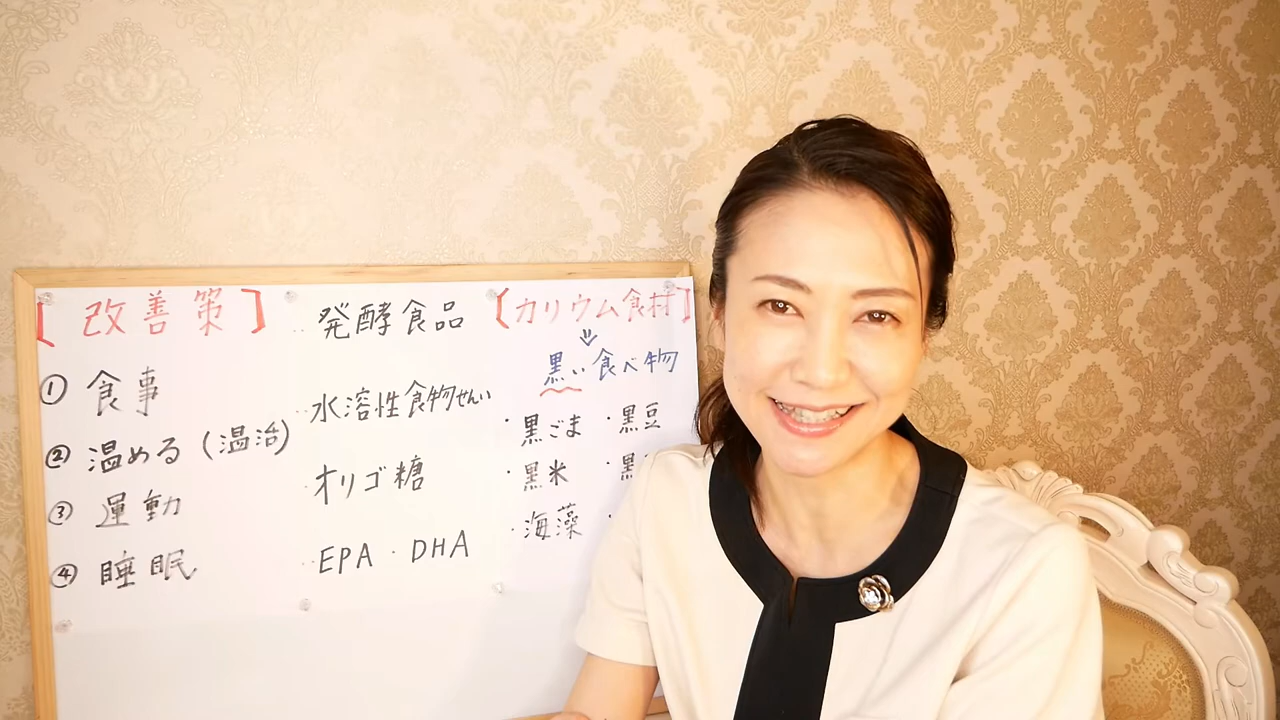 【改善策】
① 食事
② 温める（温治）
③ 運動
④ 睡眠
発酵食品
水溶性食物せんい
オリゴ糖
EPA・DHA
【カリウム食材】
黒い食べ物
・黒ごま ・黒豆
・黒米 ・黒
・海藻 ・